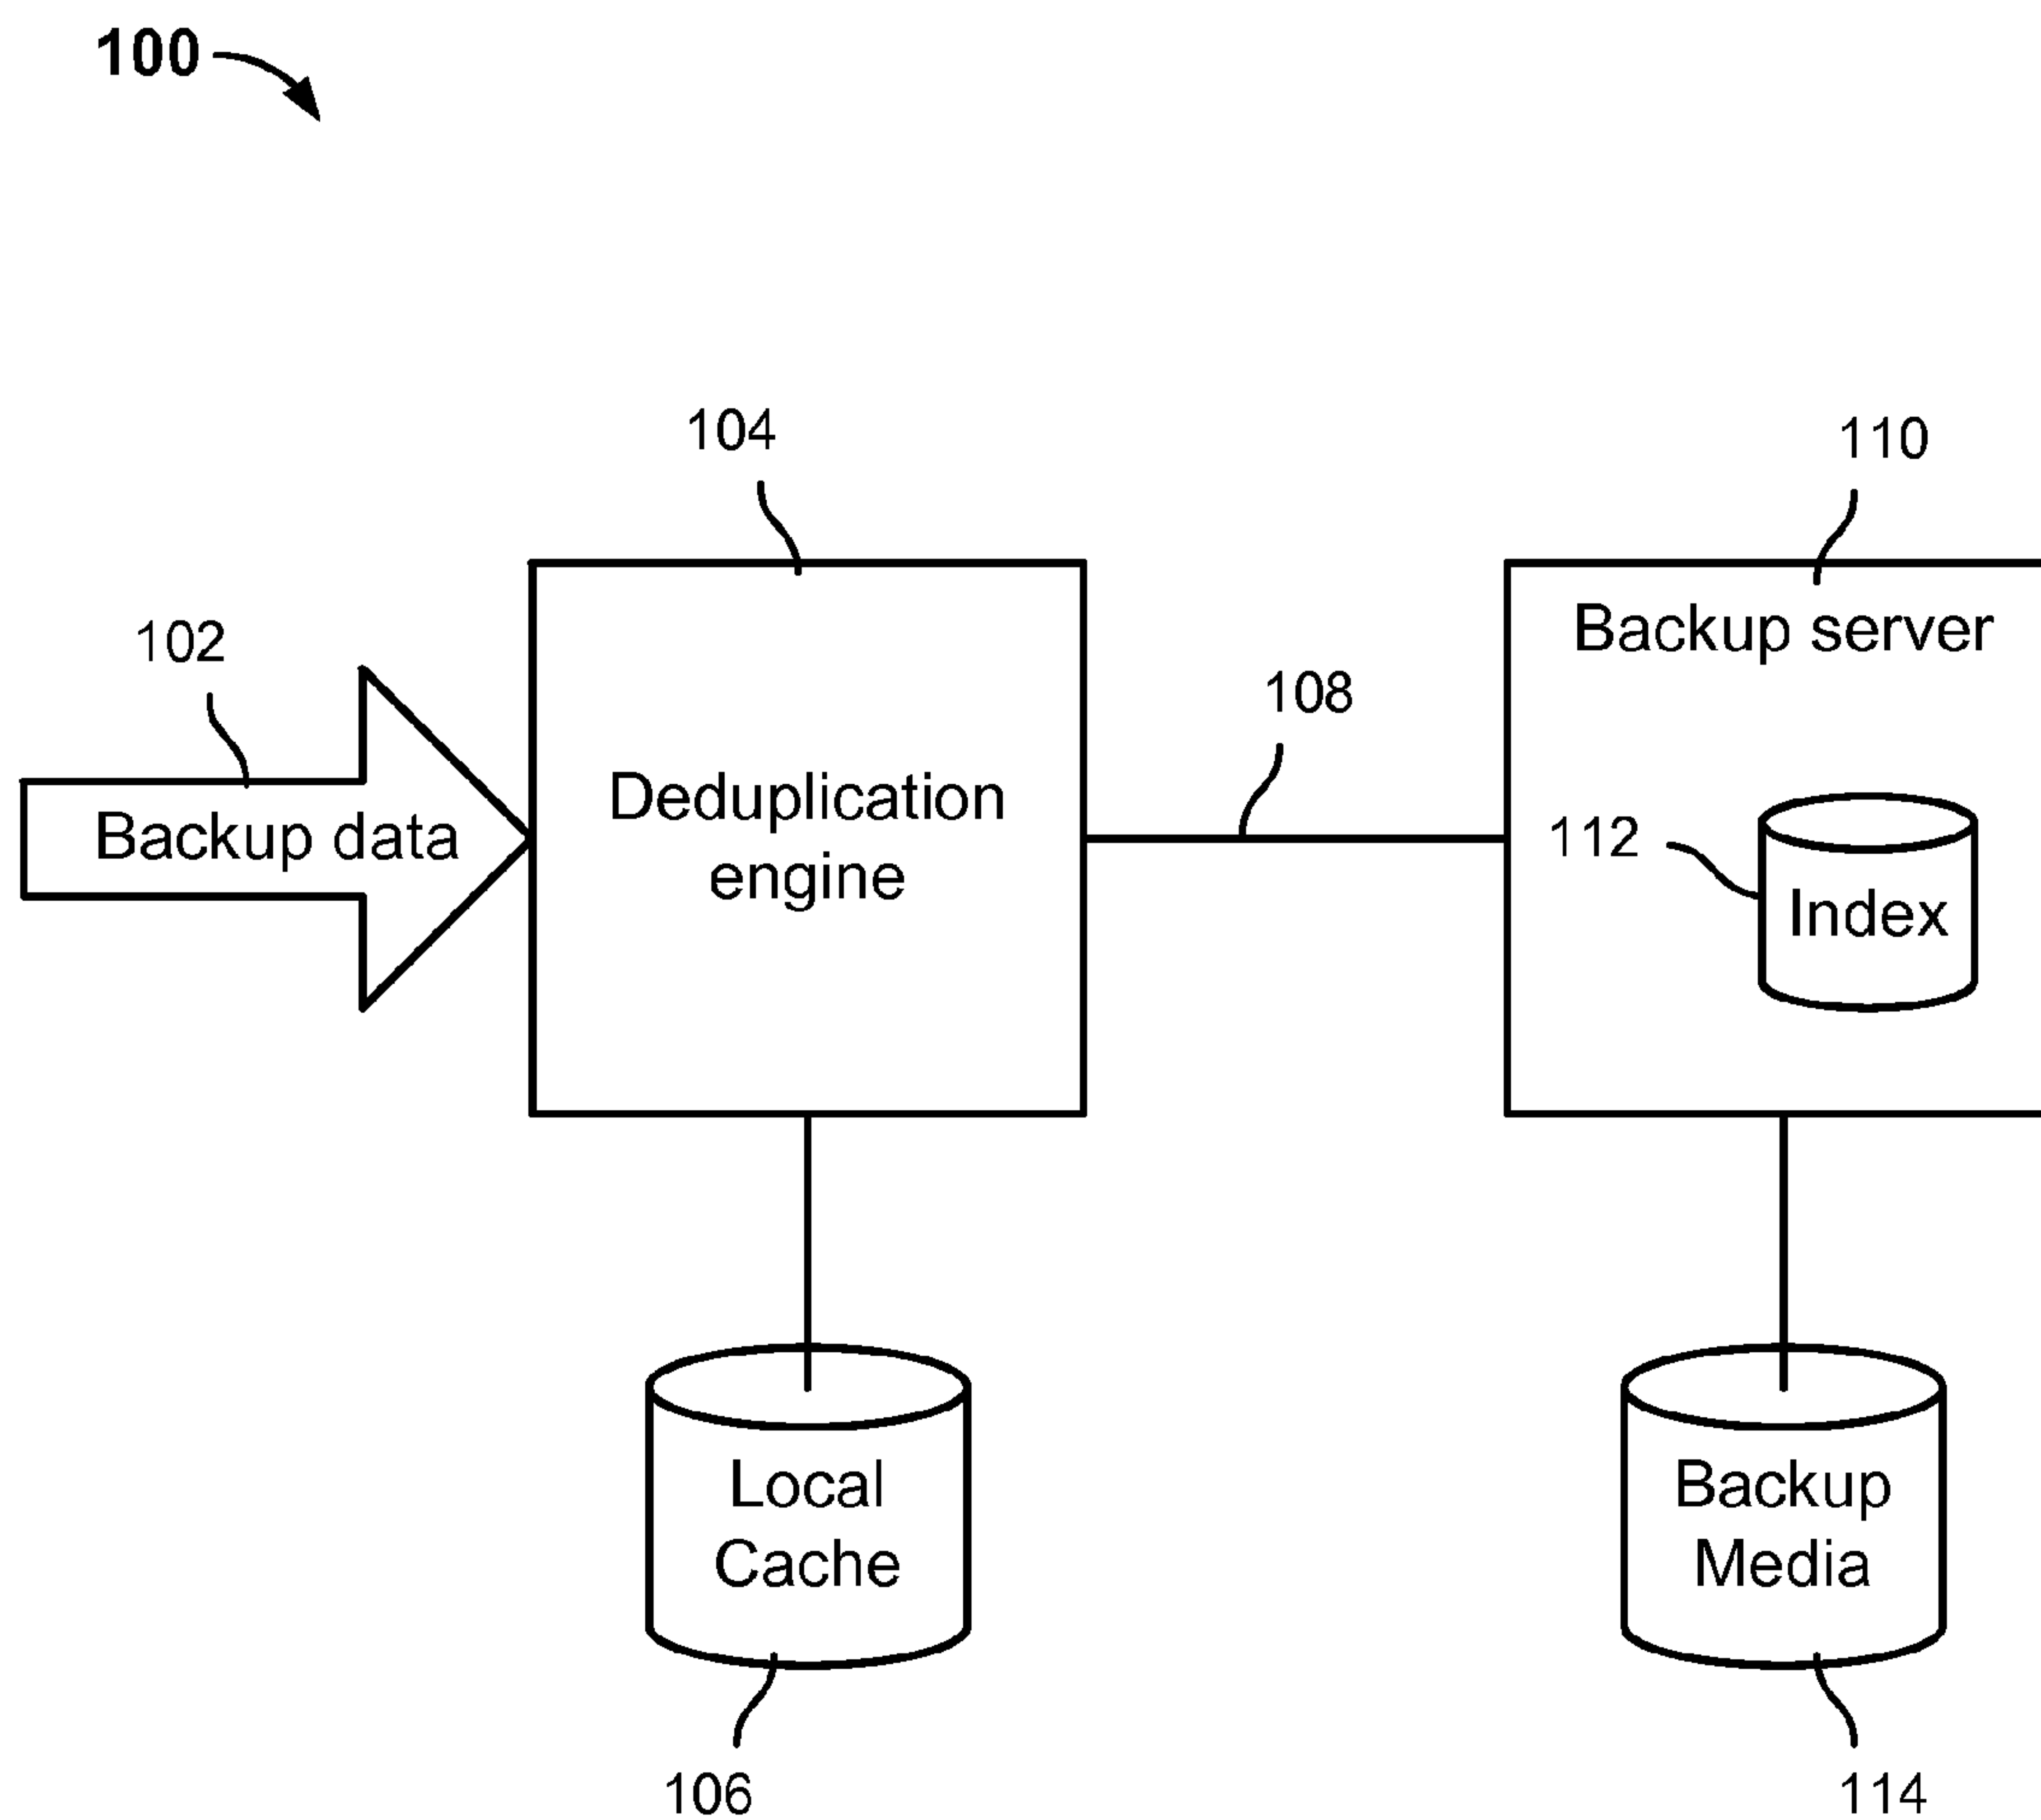 100
104
110
102
Backup server
108
Deduplication
engine
Backup data
112
Index
Local
Cache
Backup
Media
106
114